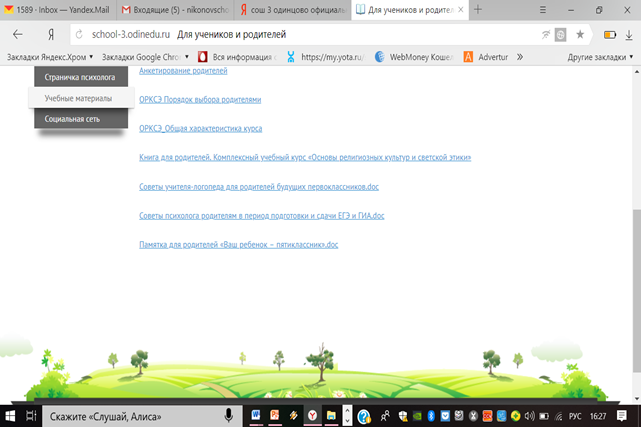 1589 · Inbox — Yandex.Mail
Входящие (5) - nikonovsch
сош 3 одинцово официаль
Для учеников и родител
school-3.odinedu.ru Для учеников и родителей
Закладки Яндекс.Хром
Закладки Google Chro
Вся информация
https://my.yota.ru/
WebMoney Кошел
Advertur
»
Другие закладки
Страничка психолога
Учебные материалы
Социальная сеть
Анкетирование родителей
ОРКСЭ Порядок выбора родителями
ОРКСЭ_Общая характеристика курса
Книга для родителей. Комплексный учебный курс «Основы религиозных культур и светской этики»
Советы учителя-логопеда для родителей будущих первоклассников.doc
Советы психолога родителям в период подготовки и сдачи ЕГЭ и ГИА.doc
Памятка для родителей «Ваш ребенок – пятиклассник».doc
Скажите «Слушай, Алиса»
РУС
16:27